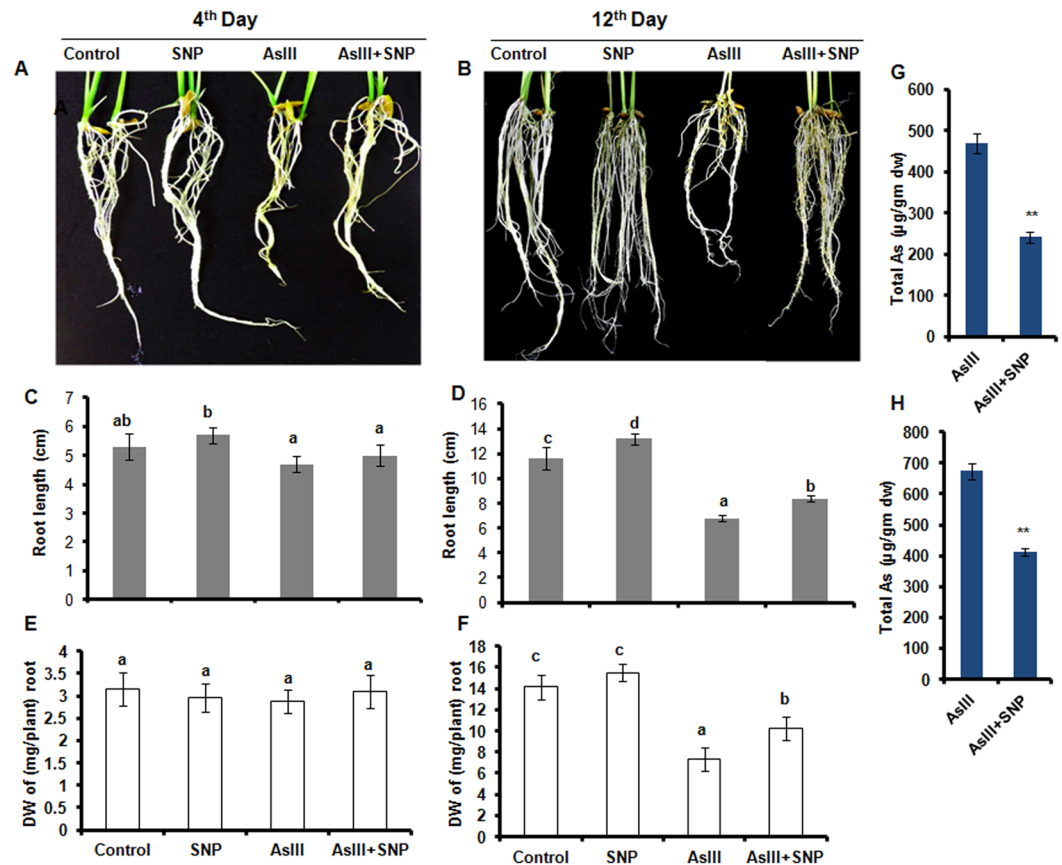 4th Day
12th Day
Control SNP AsIII AsIII+SNP
Control SNP AsIII AsIII+SNP
A
A
B
G
Total As (µg/gm dw)
600
500
400
300
200
100
0
**
AsIII
AsIII+SNP
C
Root length (cm)
7
6
5
4
3
2
1
0
ab
b
a
a
D
Root length (cm)
16
14
12
10
8
6
4
2
0
c
d
a
b
H
Total As (µg/gm dw)
800
700
600
500
400
300
200
100
0
**
AsIII
AsIII+SNP
E
DW of (mg/plant) root
4
3.5
3
2.5
2
1.5
1
0.5
0
a
a
a
a
Control SNP AsIII AsIII+SNP
F
DW of (mg/plant) root
18
16
14
12
10
8
6
4
2
0
c
c
a
b
Control SNP AsIII AsIII+SNP